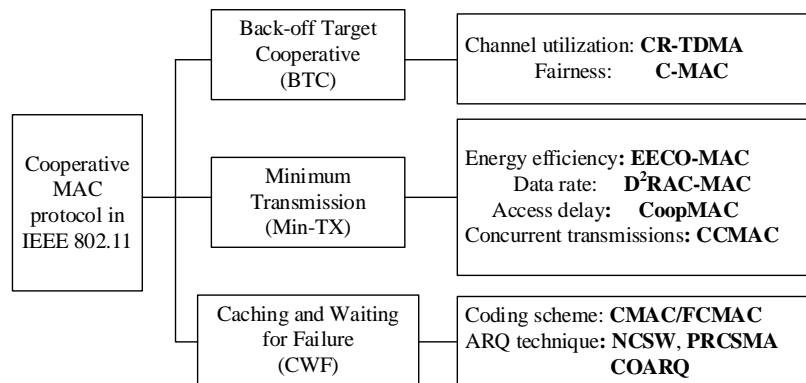 Cooperative
MAC
protocol in
IEEE 802.11
Back-off Target
Cooperative
(BTC)
Channel utilization: CR-TDMA
Fairness: C-MAC
Minimum
Transmission
(Min-TX)
Energy efficiency: EECO-MAC
Data rate: D²RAC-MAC
Access delay: CoopMAC
Concurrent transmissions: CCMAC
Caching and Waiting
for Failure
(CWF)
Coding scheme: CMAC/FCMAC
ARQ technique: NCSW, PRCSMA
COARQ